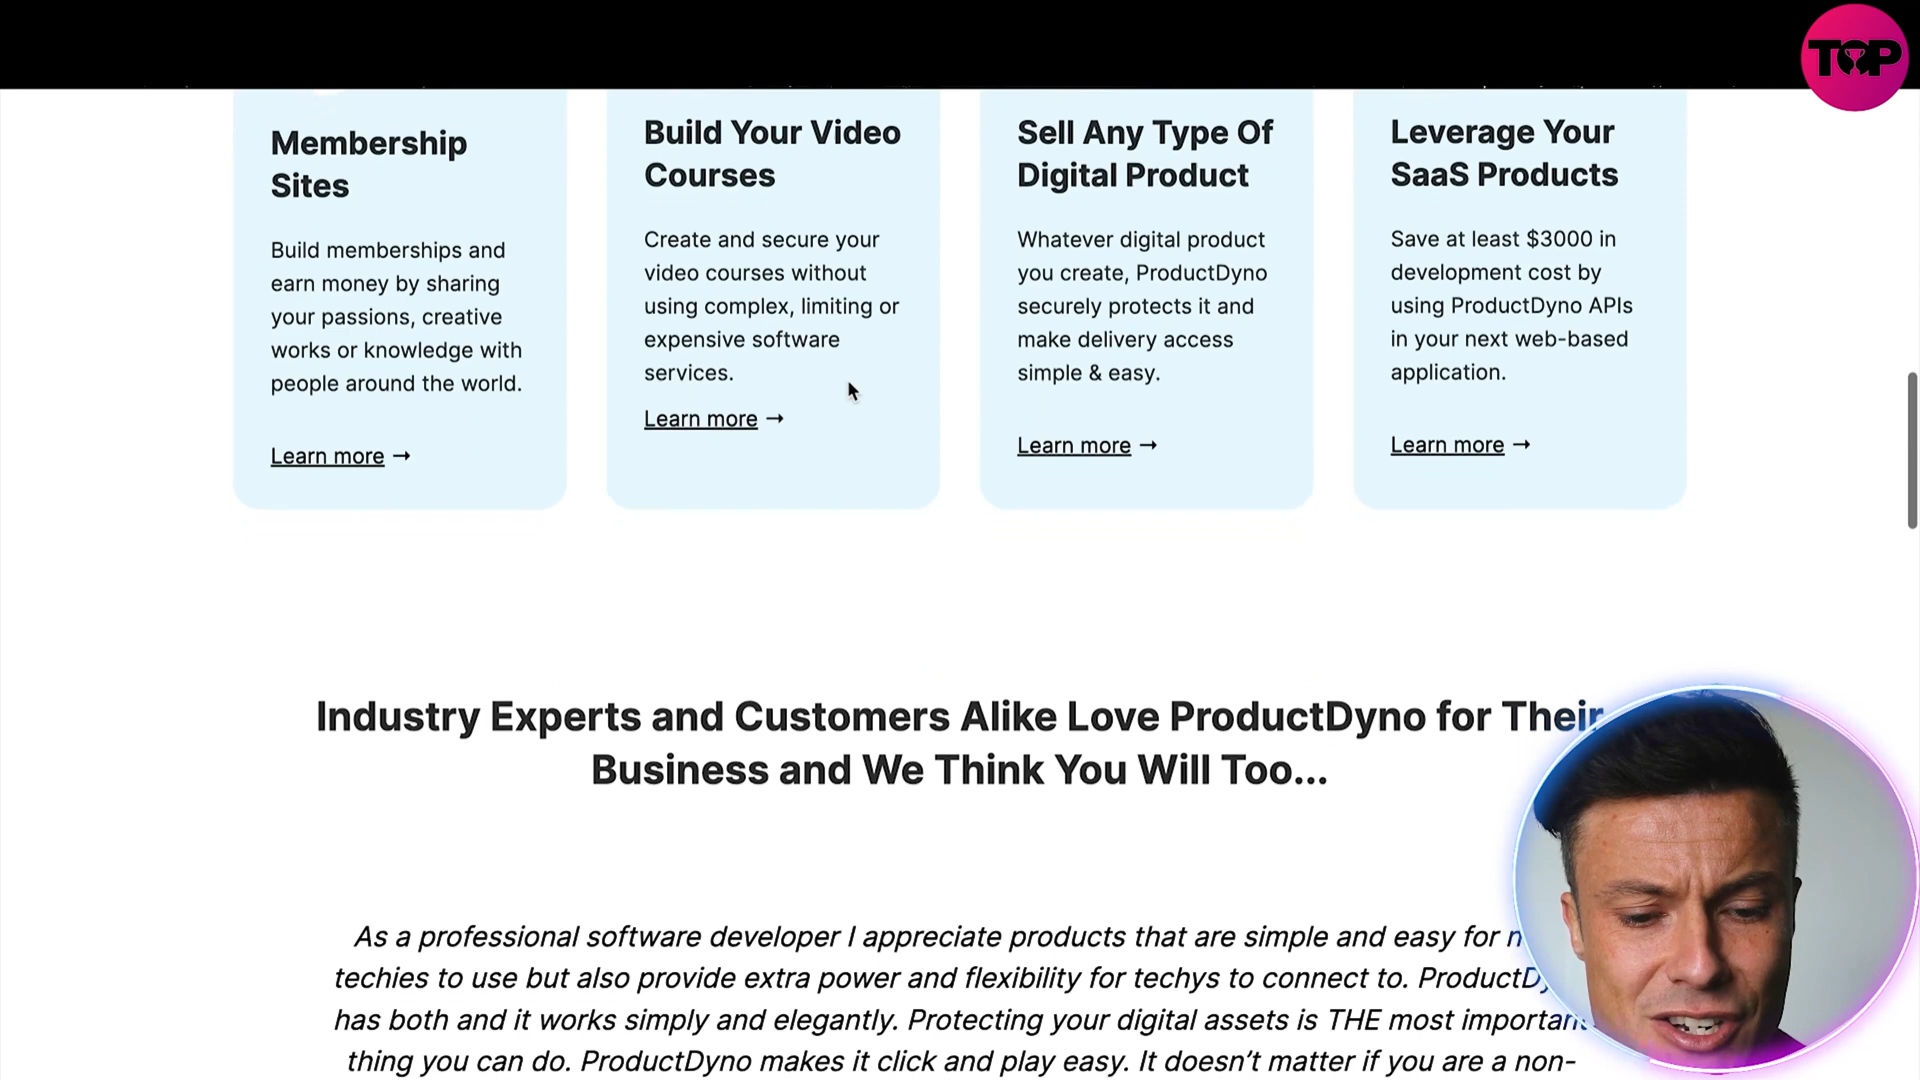 TOP
Membership
Sites
Build memberships and
earn money by sharing
your passions, creative
works or knowledge with
people around the world.
Learn more →
Build Your Video
Courses
Create and secure your
video courses without
using complex, limiting or
expensive software
services.
Learn more →
Sell Any Type Of
Digital Product
Whatever digital product
you create, ProductDyno
securely protects it and
make delivery access
simple & easy.
Learn more →
Leverage Your
SaaS Products
Save at least $3000 in
development cost by
using ProductDyno APIs
in your next web-based
application.
Learn more →
Industry Experts and Customers Alike Love ProductDyno for Their
Business and We Think You Will Too...
As a professional software developer I appreciate products that are simple and easy for
techies to use but also provide extra power and flexibility for techys to connect to.
has both and it works simply and elegantly. Protecting your digital assets is THE most important
thing you can do. ProductDyno makes it click and play easy. It doesn’t matter if you are a non-